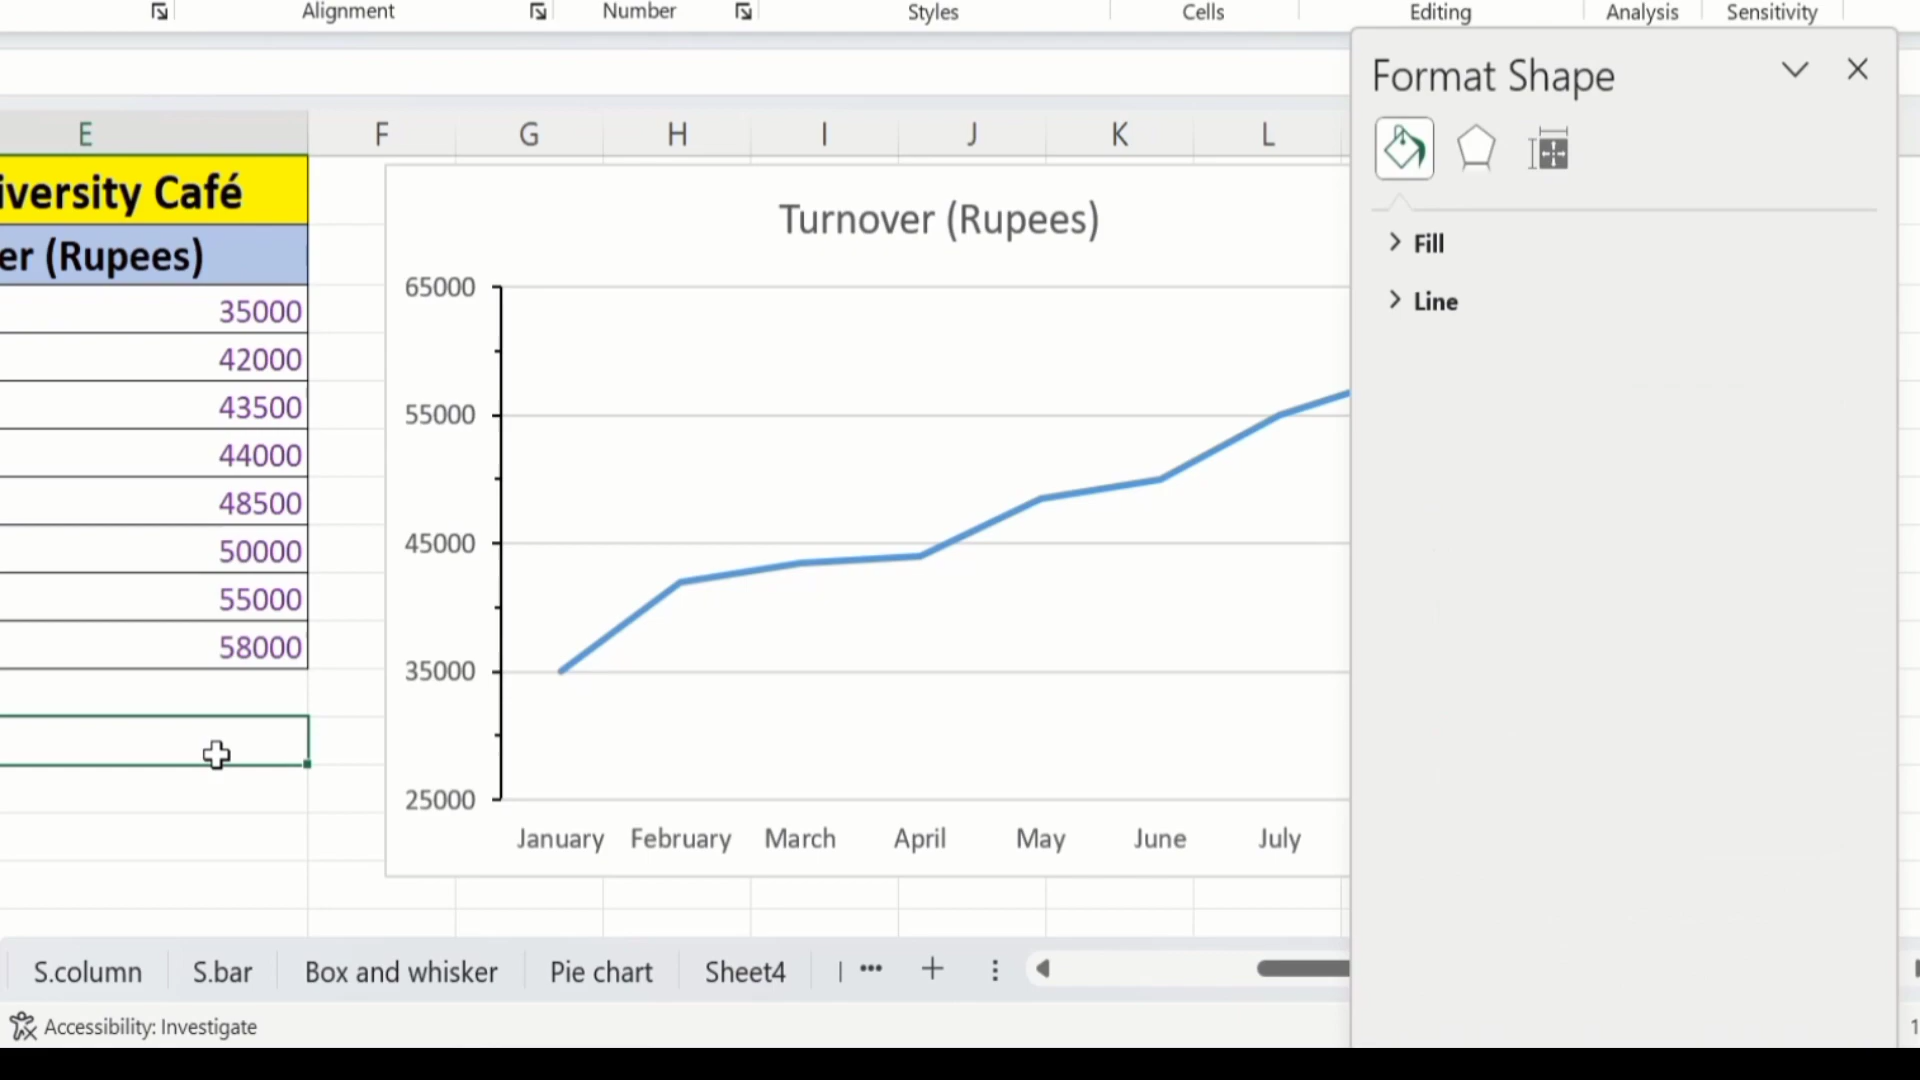 Alignment Number Styles Cells Editing Analysis Sensitivity
Format Shape
E F G H I J K L
iversity Café
er (Rupees)
35000
42000
43500
44000
48500
50000
55000
58000
Turnover (Rupees)
65000
55000
45000
35000
25000
January February March April May June July
Fill
Line
S.column S.bar Box and whisker Pie chart Sheet4
Accessibility: Investigate
1